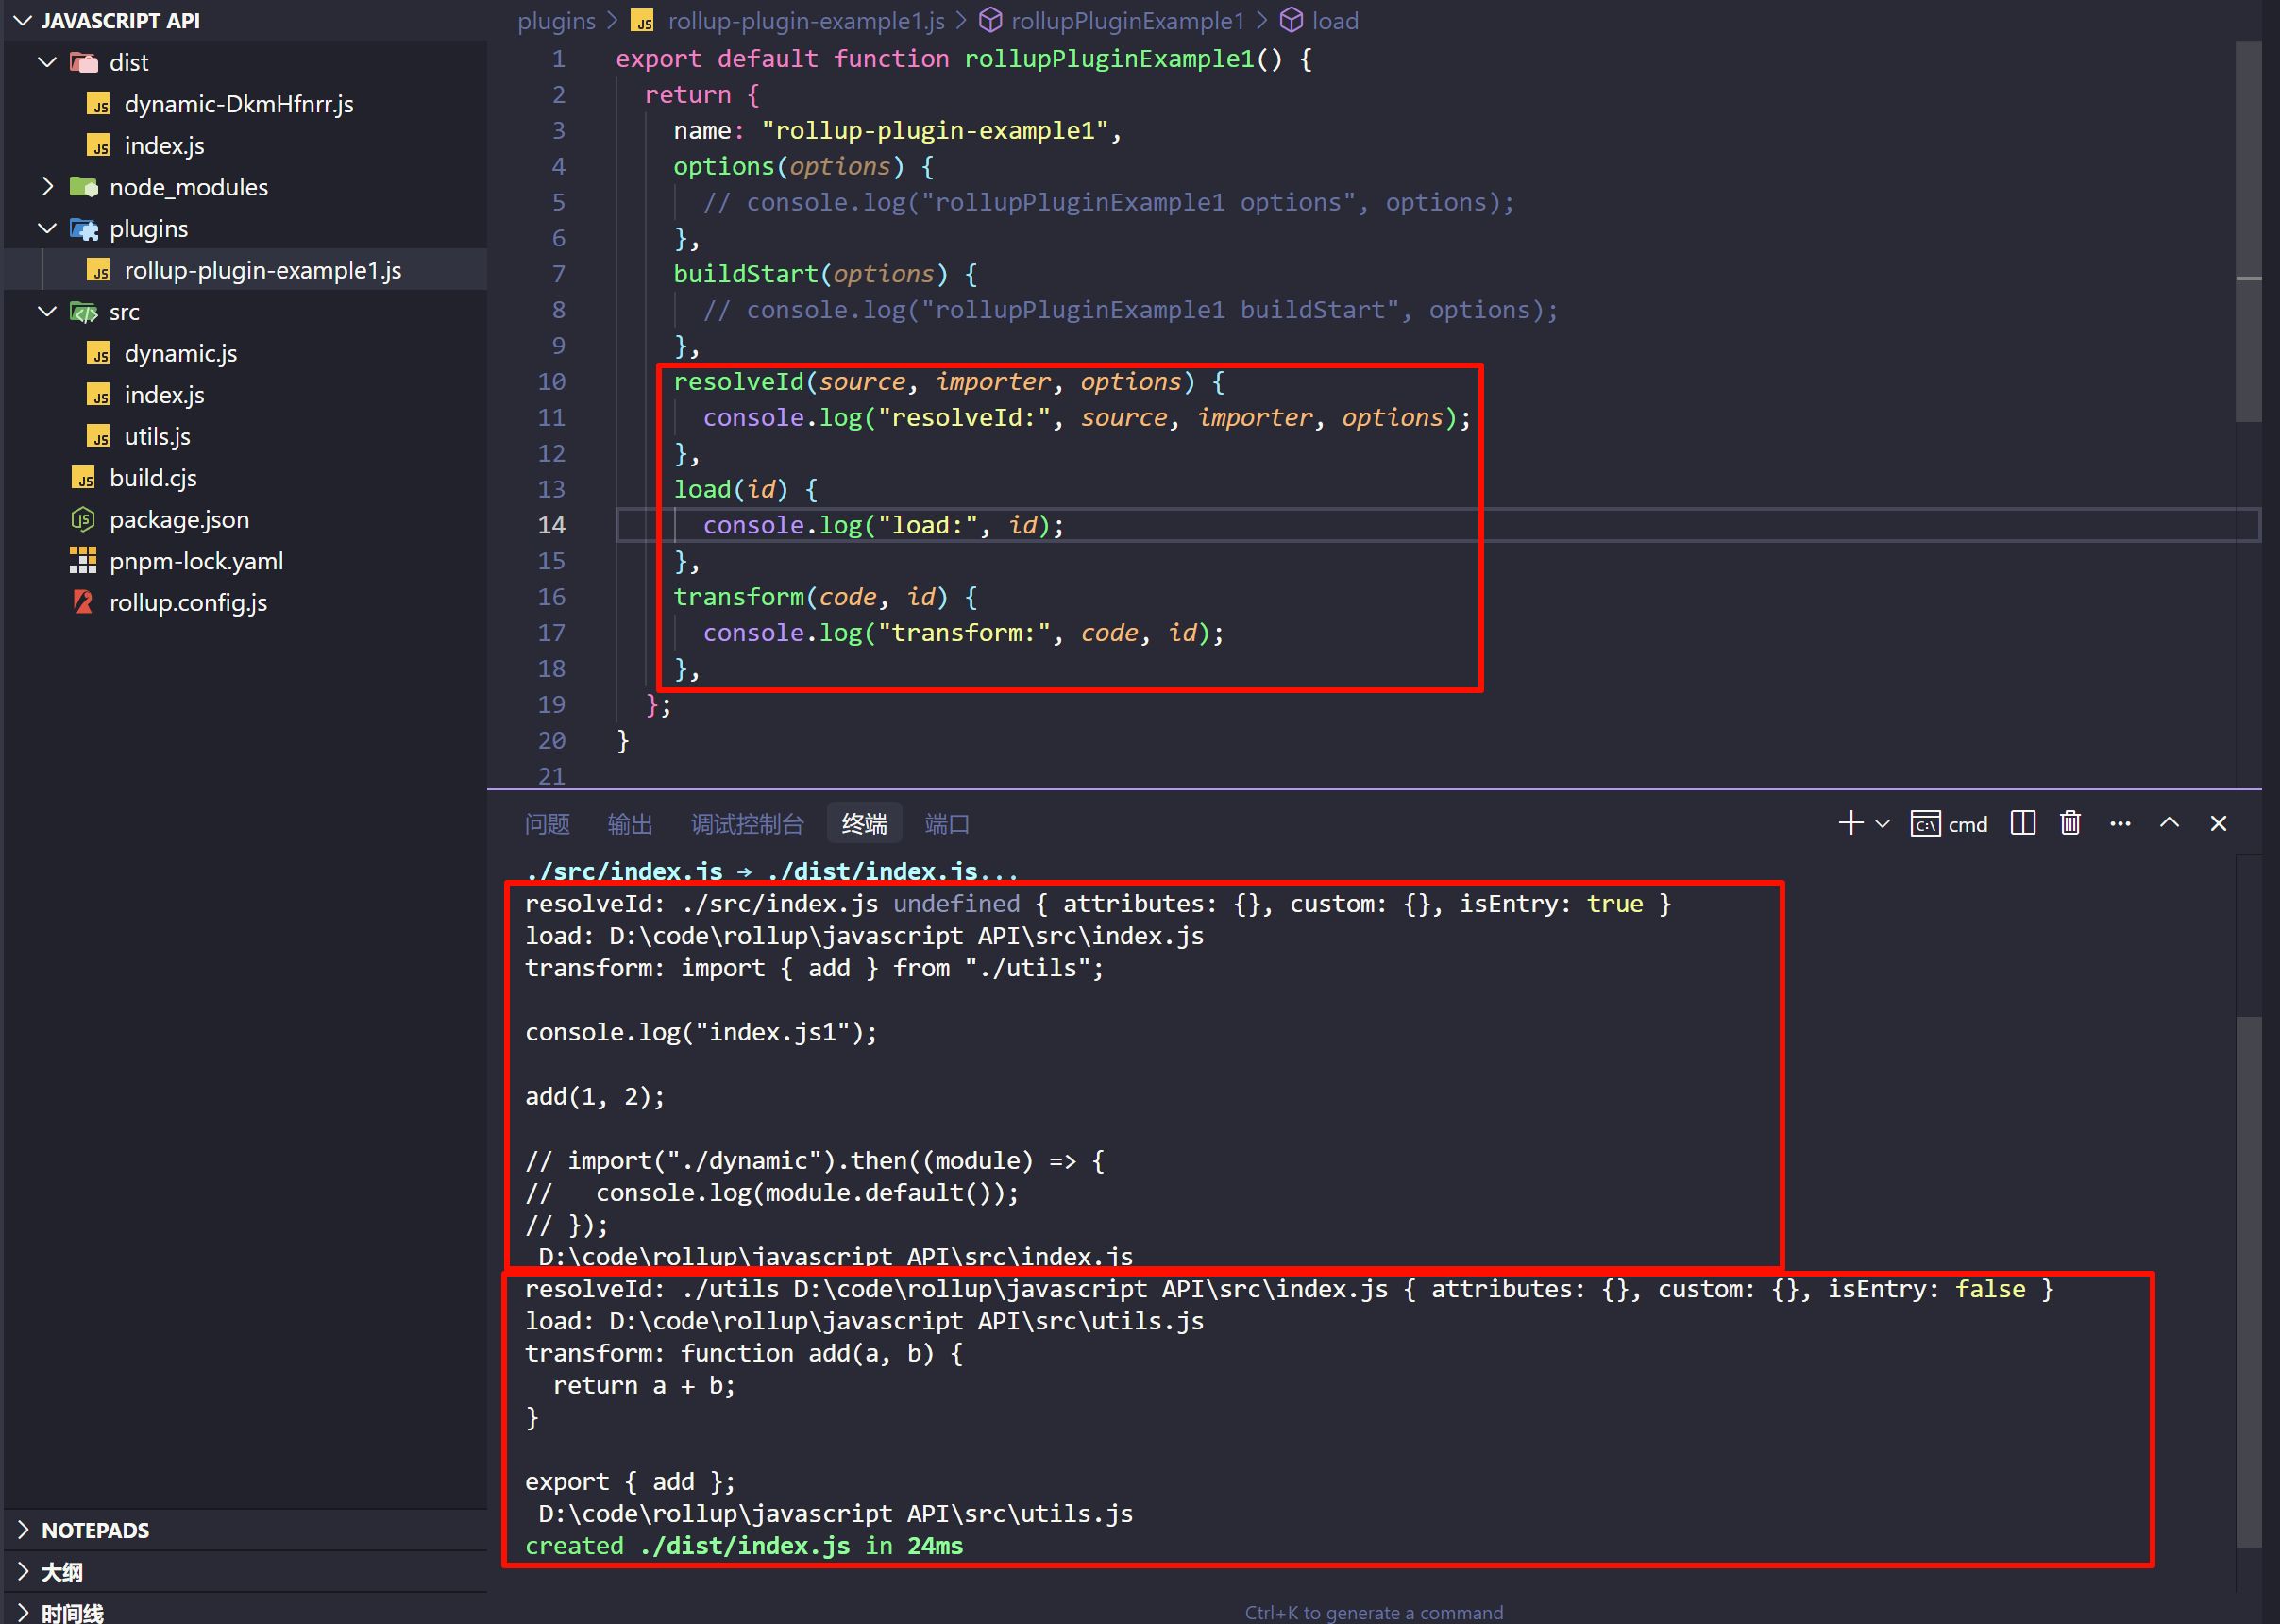 JAVASCRIPT API
dist
dynamic-DkmHfnrr.js
index.js
node_modules
plugins
rollup-plugin-example1.js
src
dynamic.js
index.js
utils.js
build.cjs
package.json
pnpm-lock.yaml
rollup.config.js
NOTEPADS
大纲
时间线
plugins > JS rollup-plugin-example1.js > rollupPluginExample1 > load
1 export default function rollupPluginExample1() {
2 return {
3 name: "rollup-plugin-example1",
4 options(options) {
5 // console.log("rollupPluginExample1 options", options);
6 },
7 buildStart(options) {
8 // console.log("rollupPluginExample1 buildStart", options);
9 },
10 resolveId(source, importer, options) {
11 console.log("resolveId:", source, importer, options);
12 },
13 load(id) {
14 console.log("load:", id);
15 },
16 transform(code, id) {
17 console.log("transform:", code, id);
18 },
19 };
20 }
21
问题 输出 调试控制台 终端 端口 cmd
./src/index.js → ./dist/index.js...
resolveId: ./src/index.js undefined { attributes: {}, custom: {}, isEntry: true }
load: D:\code\rollup\javascript API\src\index.js
transform: import { add } from "./utils";
console.log("index.js1");
add(1, 2);
// import("./dynamic").then((module) => {
//   console.log(module.default());
// });
D:\code\rollup\javascript API\src\index.js
resolveId: ./utils D:\code\rollup\javascript API\src\index.js { attributes: {}, custom: {}, isEntry: false }
load: D:\code\rollup\javascript API\src\utils.js
transform: function add(a, b) {
return a + b;
}
export { add };
D:\code\rollup\javascript API\src\utils.js
created ./dist/index.js in 24ms
Ctrl+K to generate a command